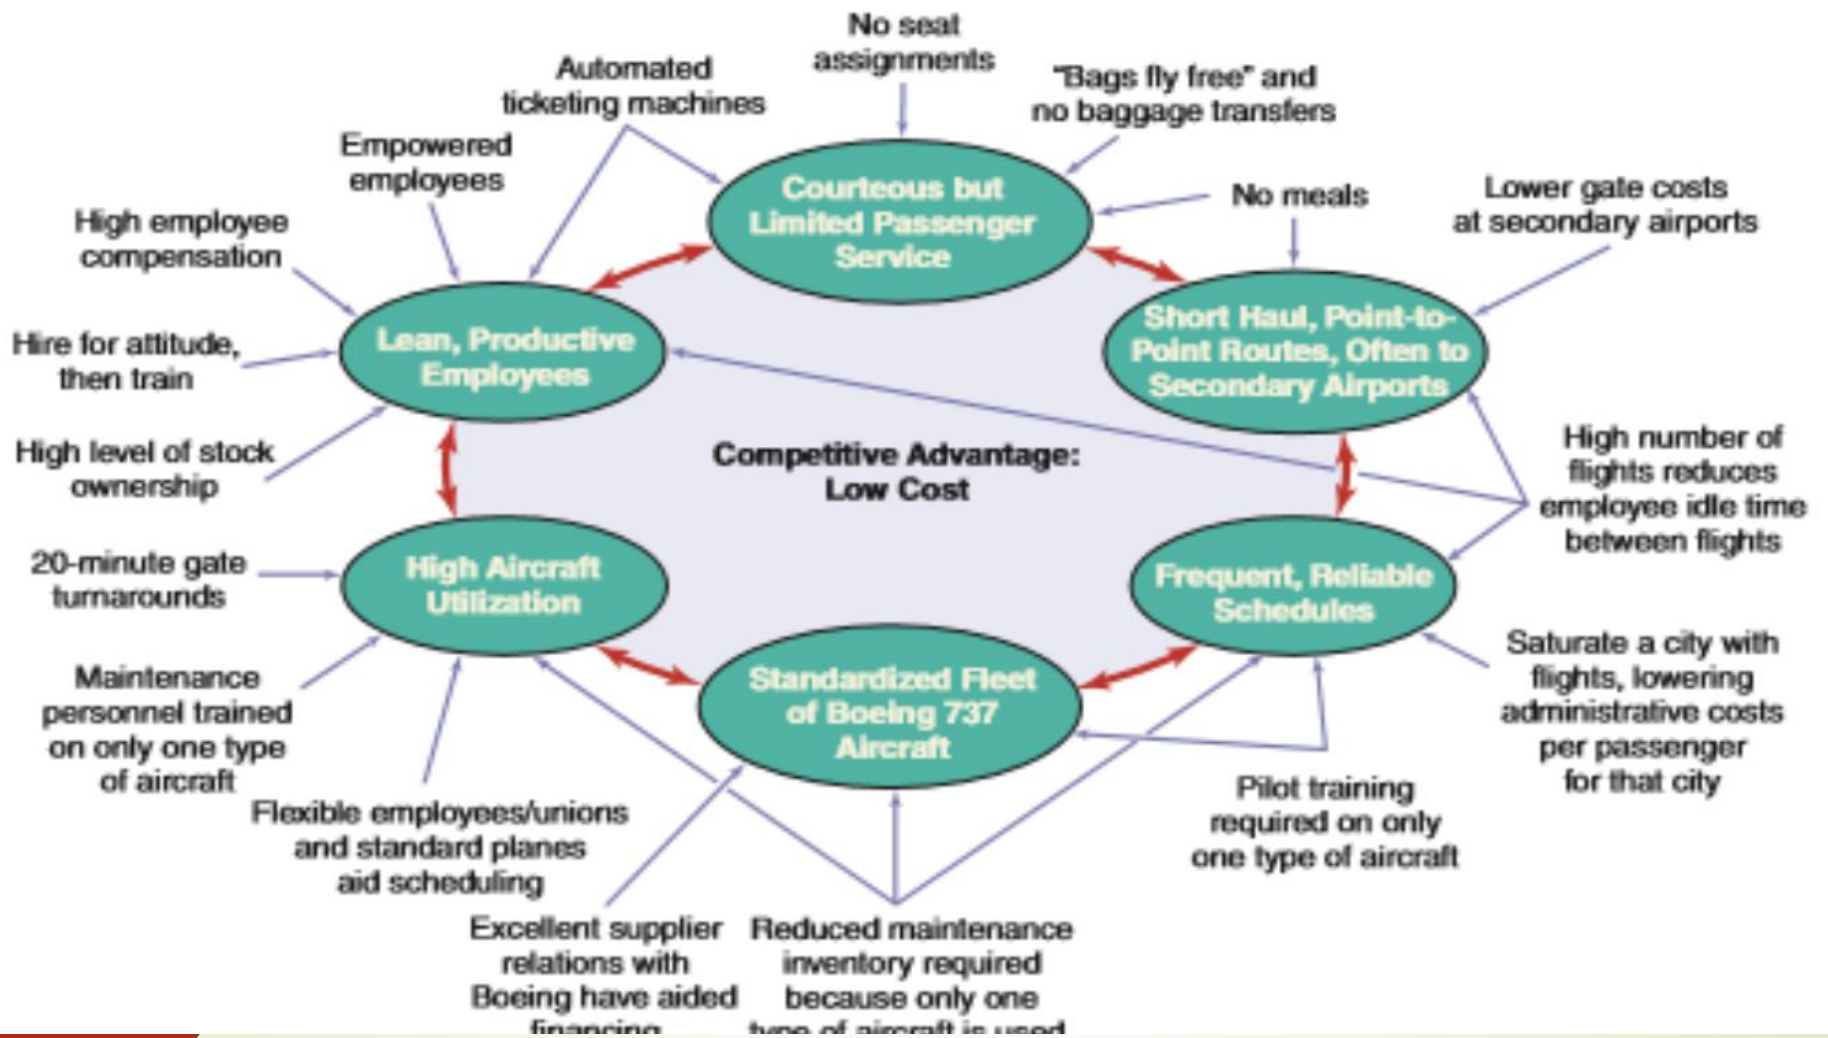 No seat
assignments
Automated
ticketing machines
"Bags fly free" and
no baggage transfers
Empowered
employees
Courteous but
Limited Passenger
Service
No meals
Lower gate costs
at secondary airports
High employee
compensation
Hire for attitude,
then train
Lean, Productive
Employees
Short Haul, Point-to-
Point Routes, Often to
Secondary Airports
High level of stock
ownership
Competitive Advantage:
Low Cost
High number of
flights reduces
employee idle time
between flights
20-minute gate
turnarounds
High Aircraft
Utilization
Frequent, Reliable
Schedules
Maintenance
personnel trained
on only one type
of aircraft
Standardized Fleet
of Boeing 737
Aircraft
Saturate a city with
flights, lowering
administrative costs
per passenger
for that city
Flexible employees/unions
and standard planes
aid scheduling
Pilot training
required on only
one type of aircraft
Excellent supplier
relations with
Boeing have aided
financing
Reduced maintenance
inventory required
because only one
type of aircraft is used